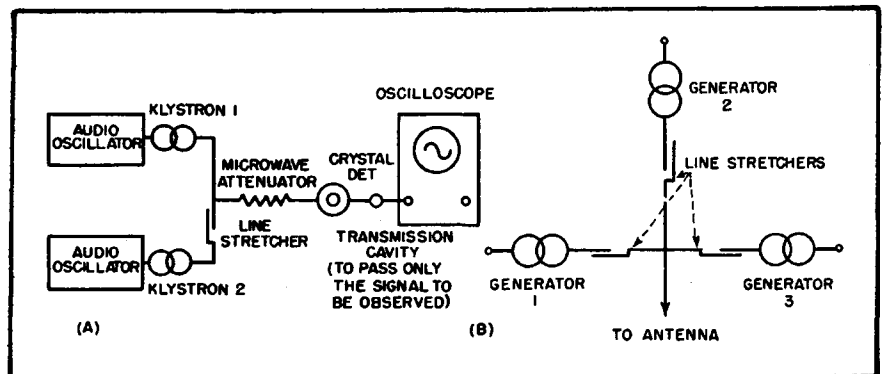 KLYSTRON 1
AUDIO
OSCILLATOR
MICROWAVE
ATTENUATOR
LINE
STRETCHER
AUDIO
OSCILLATOR
KLYSTRON 2
(A)
OSCILLOSCOPE
CRYSTAL
DET
TRANSMISSION
CAVITY
(TO PASS ONLY
THE SIGNAL TO
BE OBSERVED)
GENERATOR
2
LINE STRETCHERS
GENERATOR
1
GENERATOR
3
(B)
TO ANTENNA